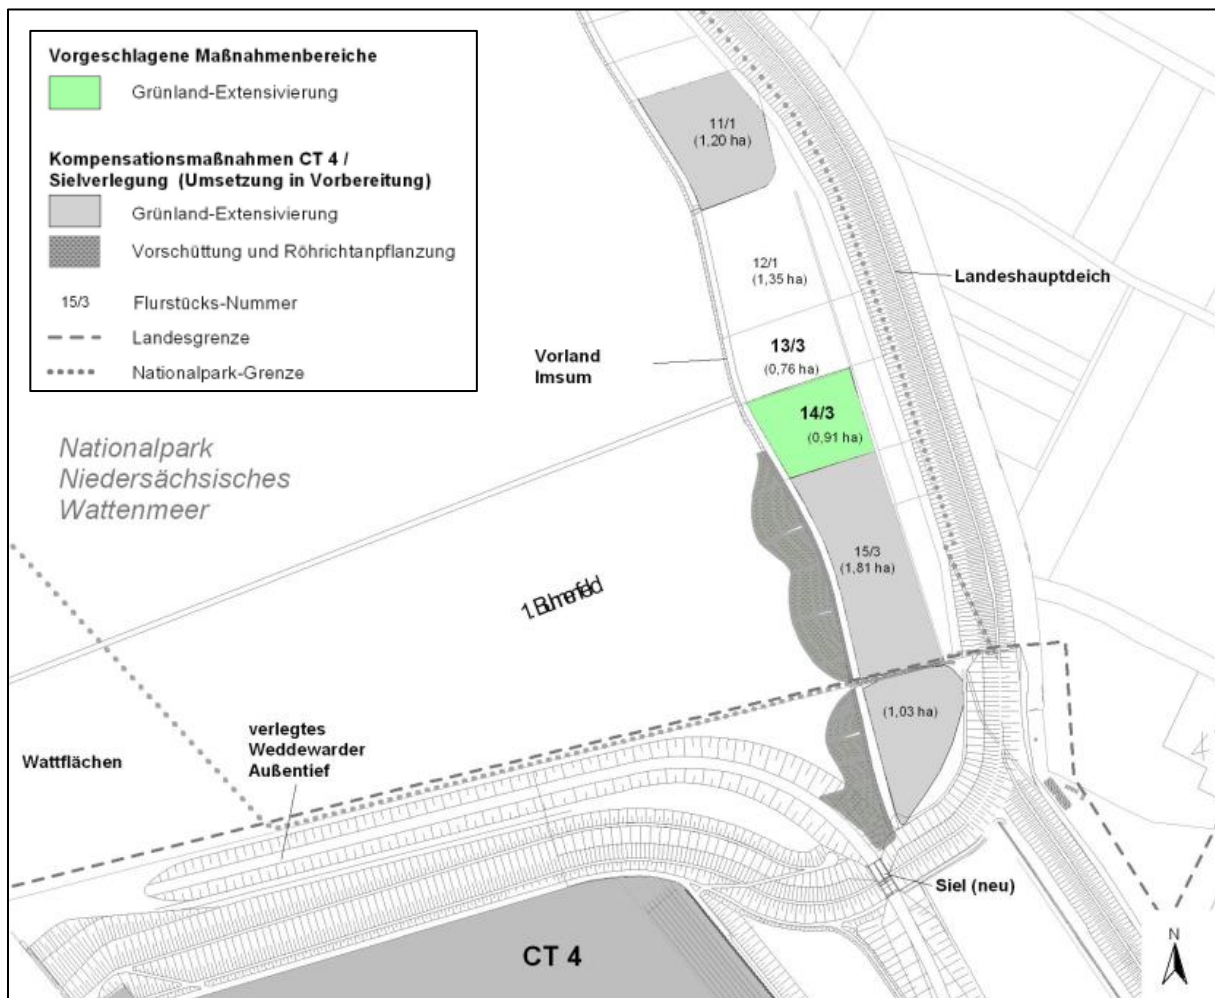 Vorgeschlagene Maßnahmenbereiche
Grünland-Extensivierung
Kompensationsmaßnahmen CT 4 /
Sielverlegung (Umsetzung in Vorbereitung)
Grünland-Extensivierung
Vorschüttung und Röhrichtanpflanzung
15/3 Flurstücks-Nummer
Landesgrenze
Nationalpark-Grenze
11/1
(1,20 ha)
12/1
(1,35 ha)
Landeshauptdeich
13/3
(0,76 ha)
Vorland
Imsum
14/3
(0,91 ha)
Nationalpark
Niedersächsisches
Wattenmeer
15/3
(1,81 ha)
1. Buhnenfeld
(1,03 ha)
verlegtes
Weddewarder
Außentief
Wattflächen
Siel (neu)
CT 4
N